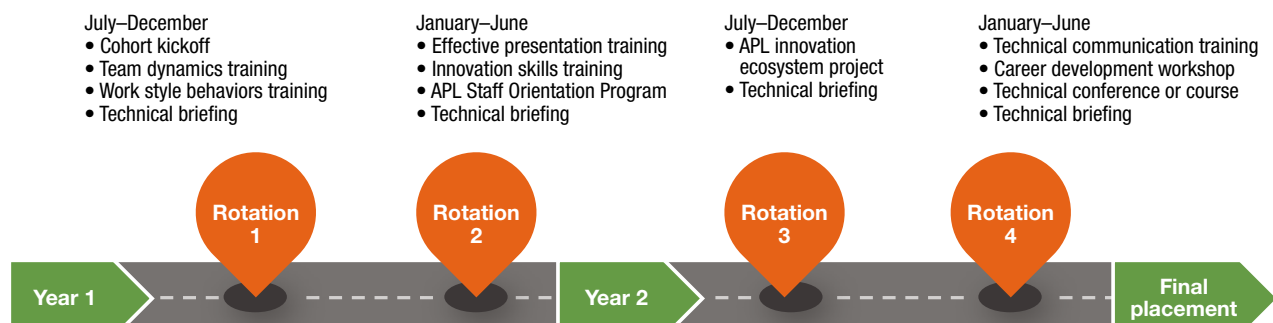 July–December
• Cohort kickoff
• Team dynamics training
• Work style behaviors training
• Technical briefing
January–June
• Effective presentation training
• Innovation skills training
• APL Staff Orientation Program
• Technical briefing
July–December
• APL innovation
ecosystem project
• Technical briefing
January–June
• Technical communication training
• Career development workshop
• Technical conference or course
• Technical briefing
Rotation
1
Rotation
2
Rotation
3
Rotation
4
Year 1
Year 2
Final
placement